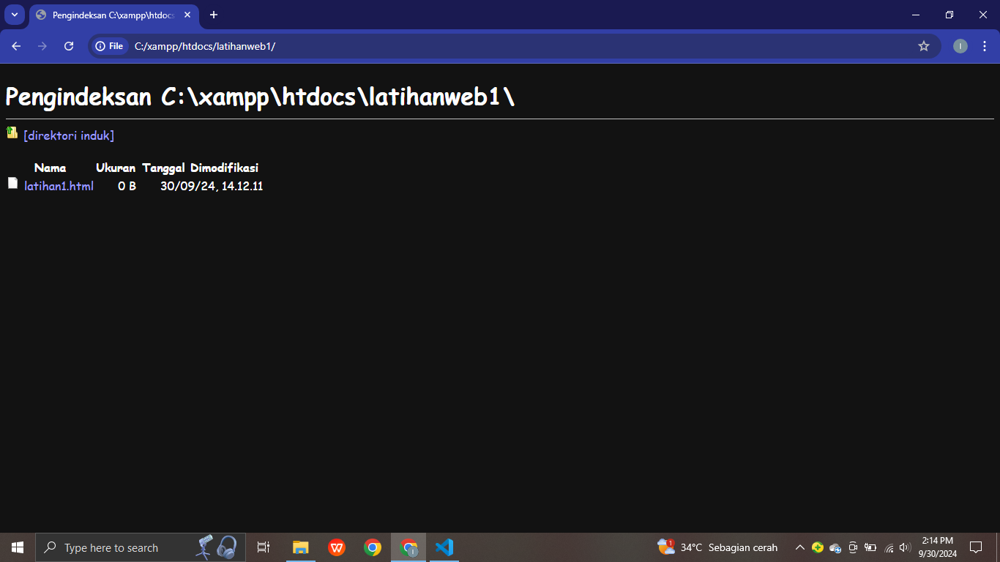 Pengindeksan C:\xampp\htdocs
File C:/xampp/htdocs/latihanweb1/
I
Pengindeksan C:\xampp\htdocs\latihanweb1\
[direktori induk]
Nama Ukuran Tanggal Dimodifikasi
latihan1.html 0 B 30/09/24, 14.12.11
Type here to search
1
34°C Sebagian cerah
2:14 PM
9/30/2024